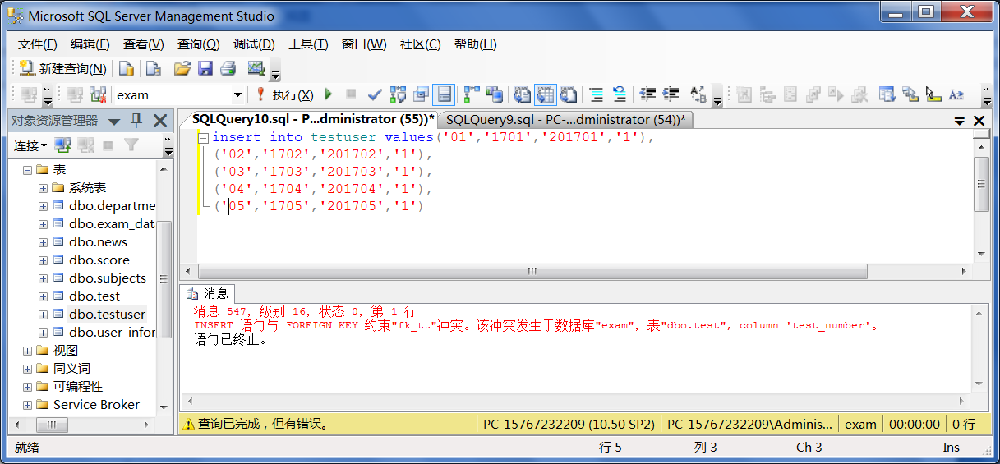 Microsoft SQL Server Management Studio
文件(F) 编辑(E) 查看(V) 查询(Q) 调试(D) 工具(T) 窗口(W) 社区(C) 帮助(H)
新建查询(N)
exam 执行(X)
对象资源管理器
连接
表
系统表
dbo.departme
dbo.exam_dat
dbo.news
dbo.score
dbo.subjects
dbo.test
dbo.testuser
dbo.user_infor
视图
同义词
可编程性
Service Broker
SQLQuery10.sql - P...dministrator (55))* SQLQuery9.sql - PC-...dministrator (54))*
insert into testuser values('01','1701','201701','1'),
('02','1702','201702','1'),
('03','1703','201703','1'),
('04','1704','201704','1'),
('05','1705','201705','1')
消息
消息 547，级别 16，状态 0，第 1 行
INSERT 语句与 FOREIGN KEY 约束"fk_tt"冲突。该冲突发生于数据库"exam"，表"dbo.test", column 'test_number'。
语句已终止。
查询已完成，但有错误。 PC-15767232209 (10.50 SP2) PC-15767232209\Adminis... exam 00:00:00 0 行
就绪 行 5 列 3 Ch 3 Ins